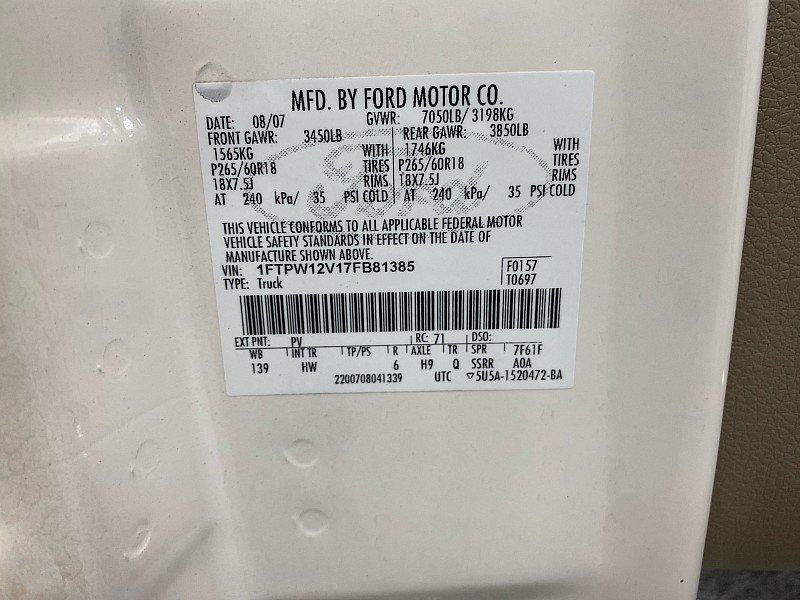 MFD. BY FORD MOTOR CO.
DATE: 08/07 GVWR: 7050LB/ 3198KG
FRONT GAWR: 3450LB REAR GAWR: 3850LB
1565KG WITH 1746KG WITH
P265/60R18 TIRES P265/60R18 TIRES
18X7.5J RIMS 18X7.5J RIMS
AT 240 kPa/ 35 PSI COLD AT 240 kPa/ 35 PSI COLD
THIS VEHICLE CONFORMS TO ALL APPLICABLE FEDERAL MOTOR
VEHICLE SAFETY STANDARDS IN EFFECT ON THE DATE OF
MANUFACTURE SHOWN ABOVE.
VIN: 1FTPW12V17FB81385 F0157
TYPE: Truck T0697
EXT PNT: PV RC: 71 DSO:
WB INT TR TP/PS R AXLE TR SPR 7F61F
139 HW 6 H9 Q SSRR A0A
2200708041339 UTC ▽5U5A-1520472-BA